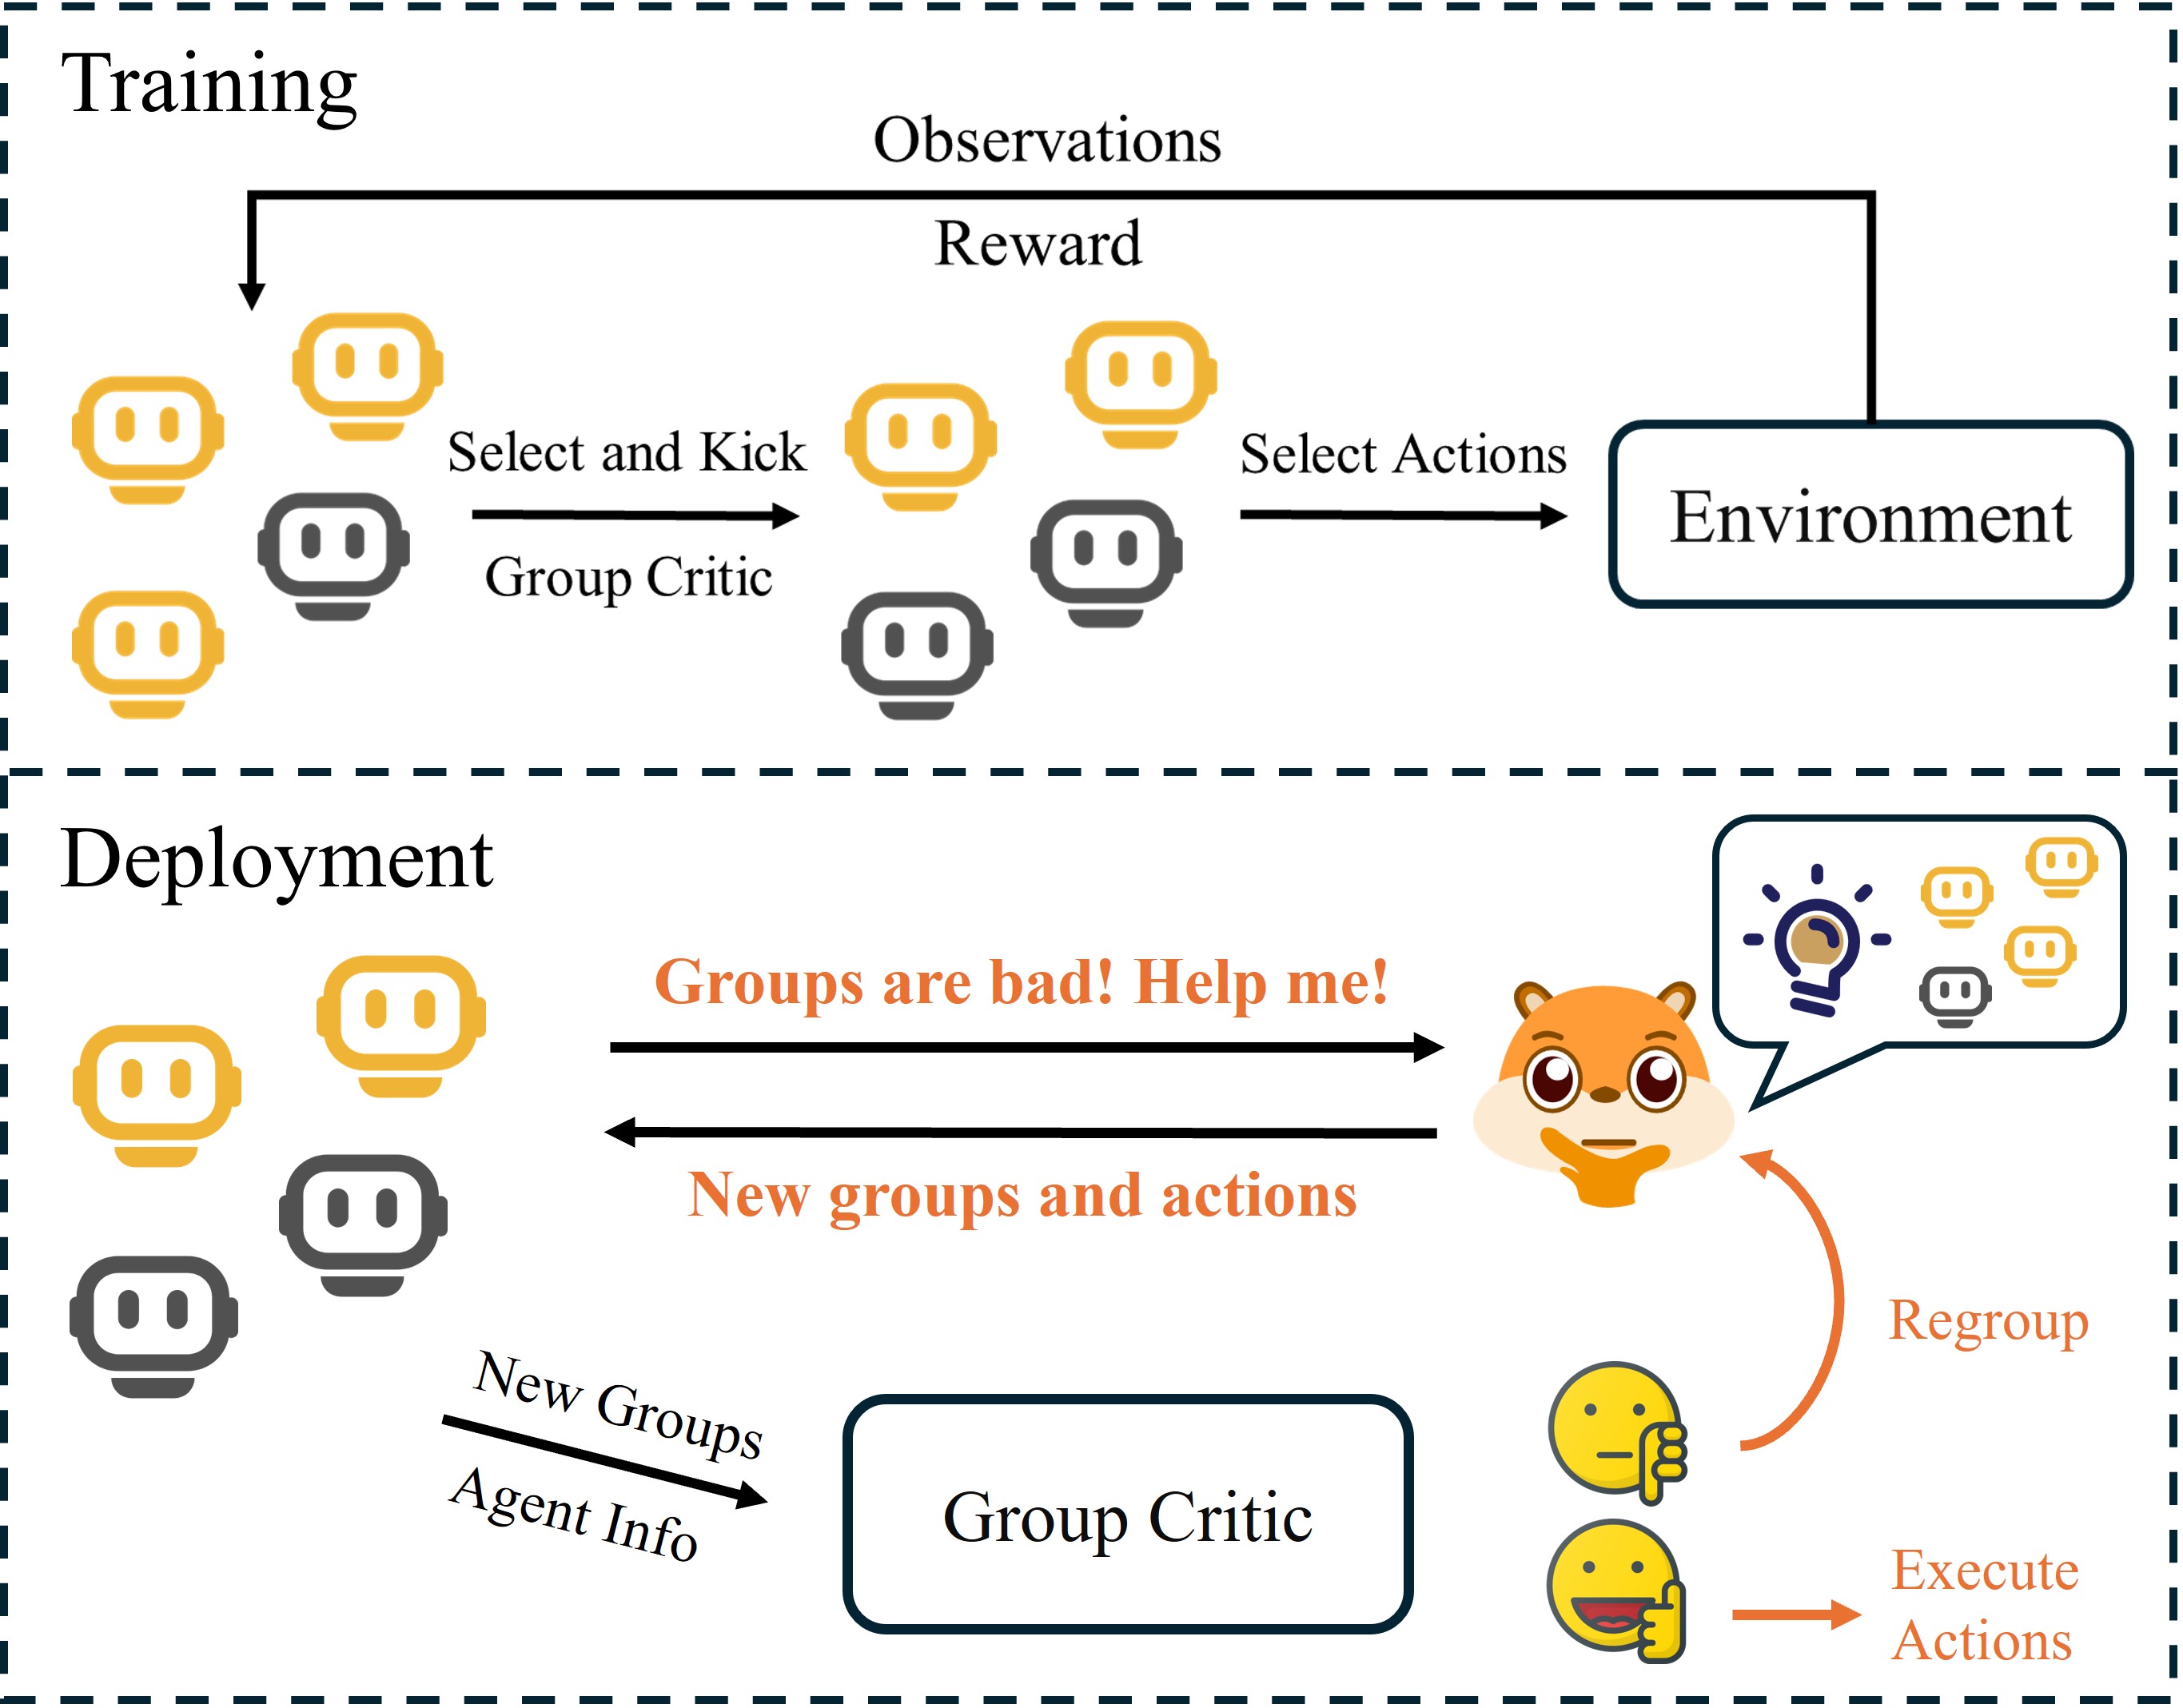 Training
Observations
Reward
Select and Kick
Group Critic
Select Actions
Environment
Deployment
Groups are bad! Help me!
New groups and actions
Regroup
New Groups
Agent Info
Group Critic
Execute
Actions